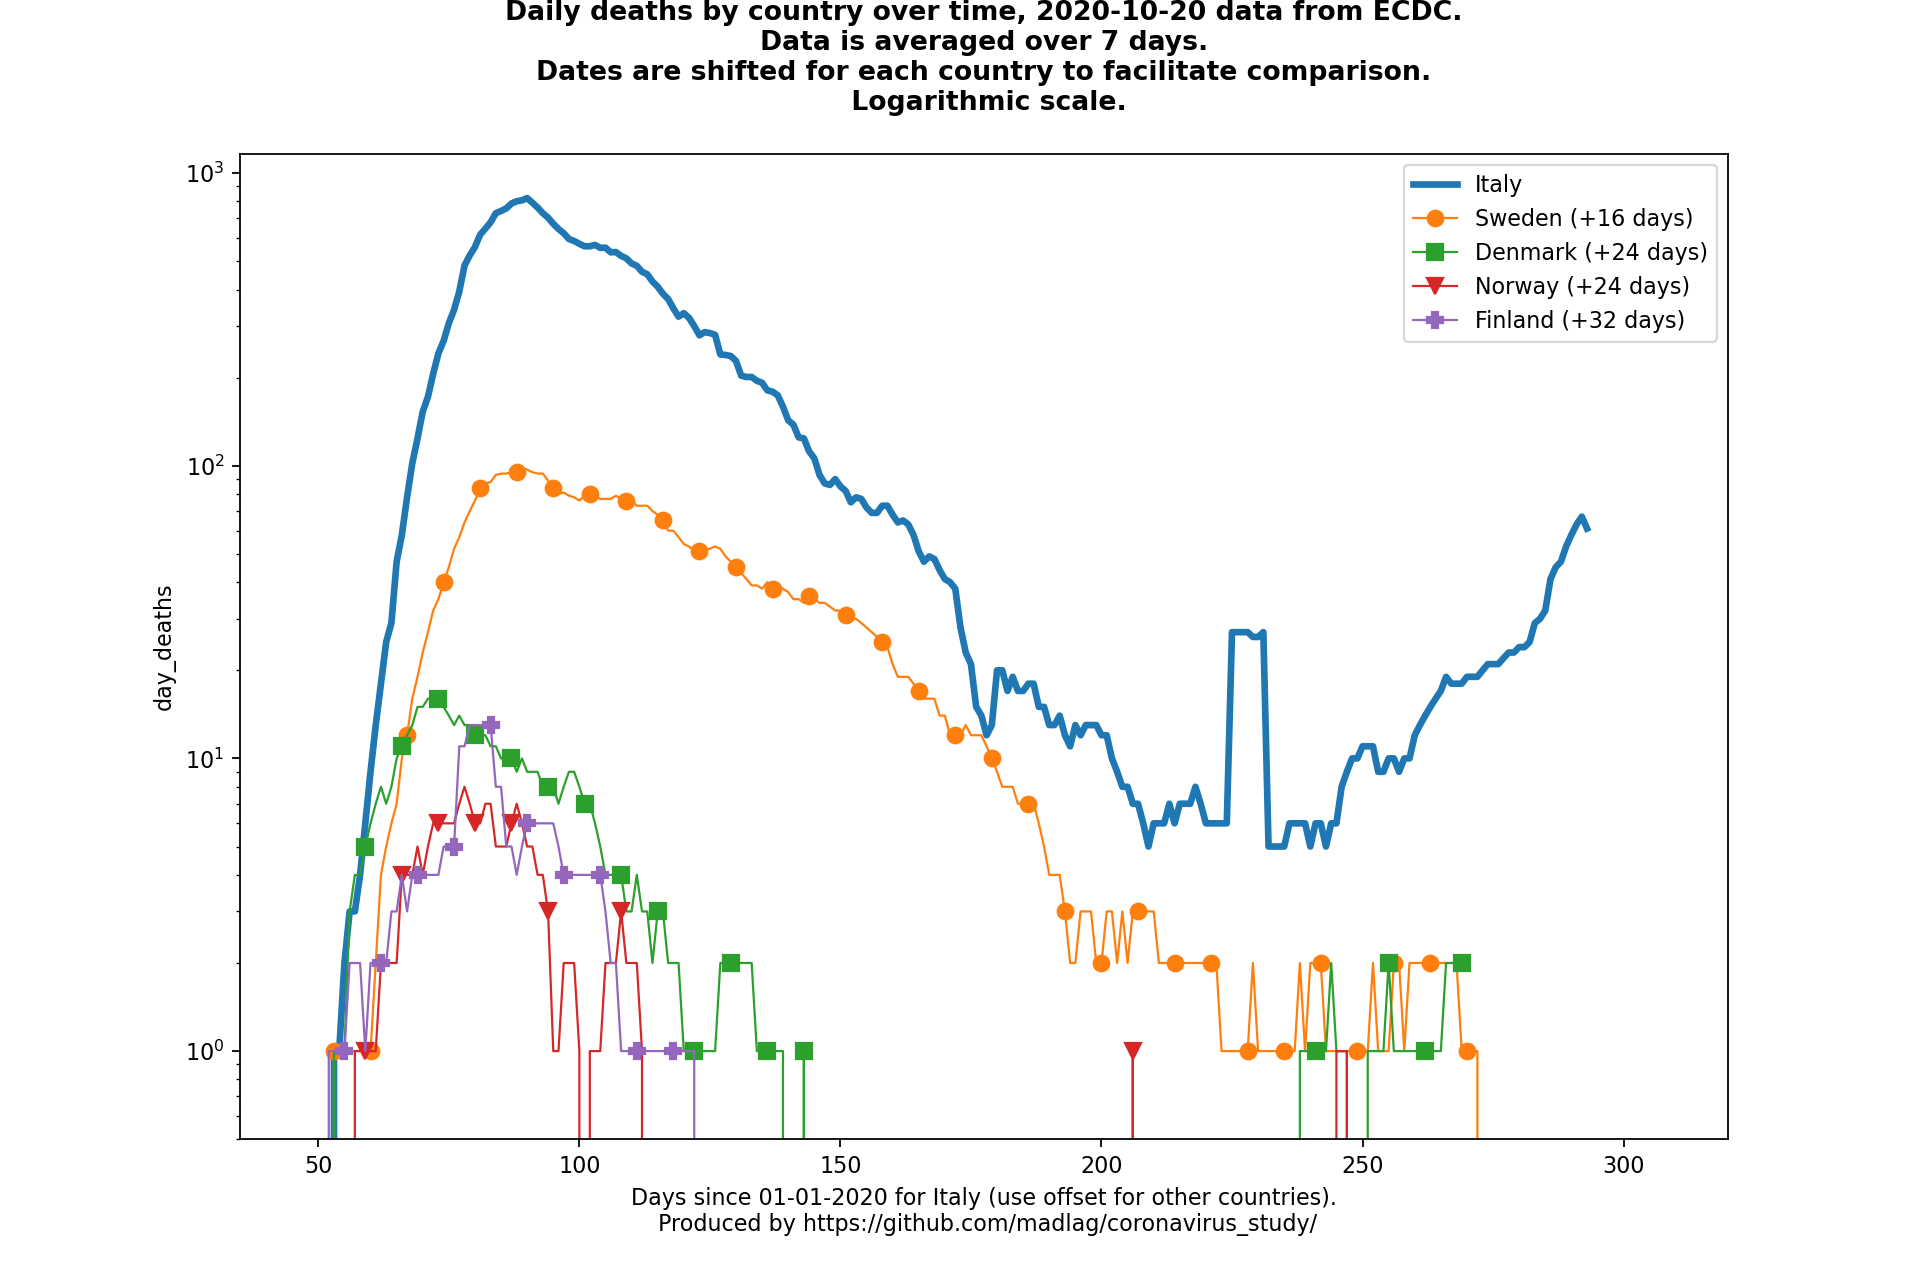 Daily deaths by country over time, 2020-10-20 data from ECDC.
Data is averaged over 7 days.
Dates are shifted for each country to facilitate comparison.
Logarithmic scale.
10³
10²
10¹
10⁰
day_deaths
Italy
Sweden (+16 days)
Denmark (+24 days)
Norway (+24 days)
Finland (+32 days)
50 100 150 200 250 300
Days since 01-01-2020 for Italy (use offset for other countries).
Produced by https://github.com/madlag/coronavirus_study/